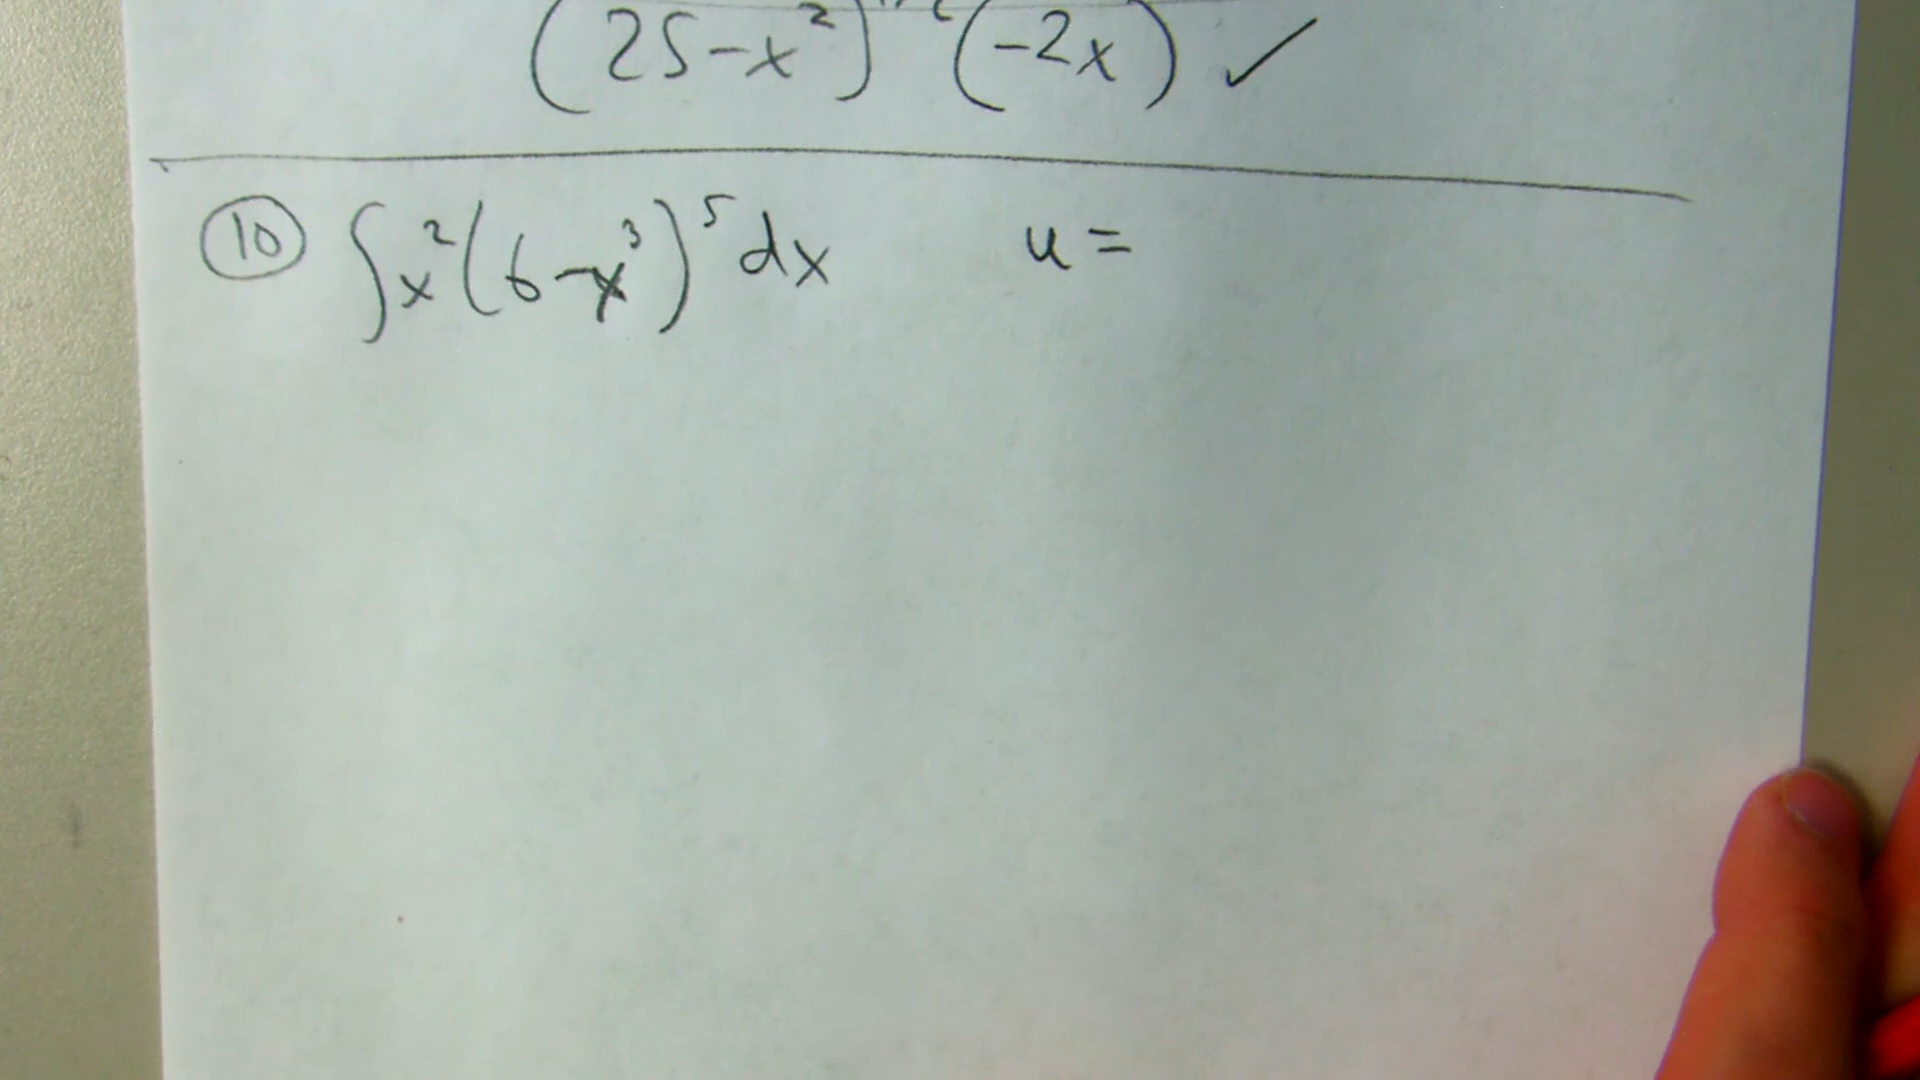 (25-x²) (-2x) ✓
⑩ ∫x²(6-x³)⁵dx u=